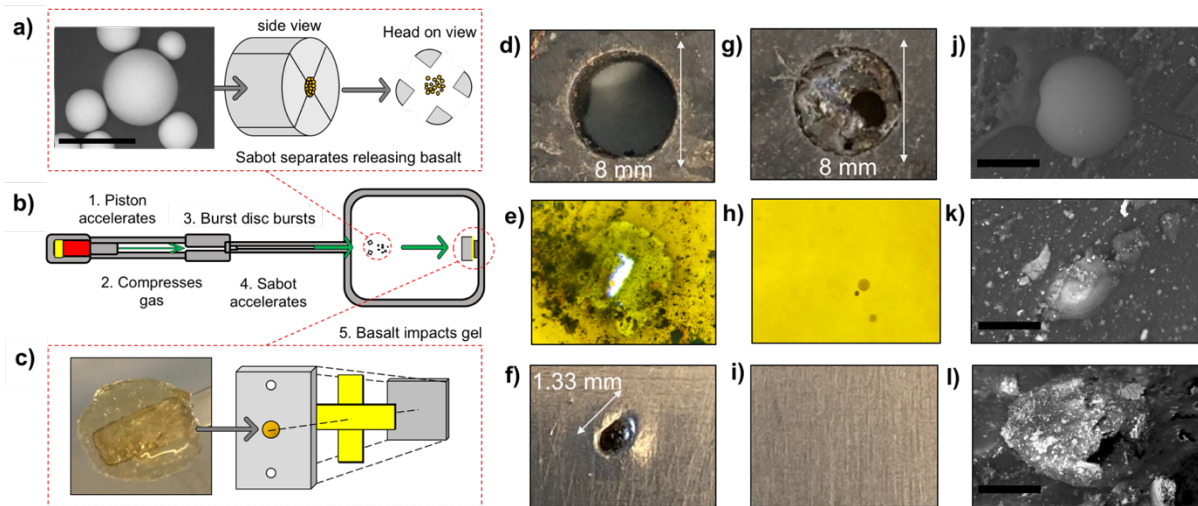 a)
side view
Head on view
Sabot separates releasing basalt
b)
1. Piston
accelerates
3. Burst disc bursts
2. Compresses
gas
4. Sabot
accelerates
5. Basalt impacts gel
c)
d)
8 mm
e)
f)
1.33 mm
g)
8 mm
h)
i)
j)
k)
l)